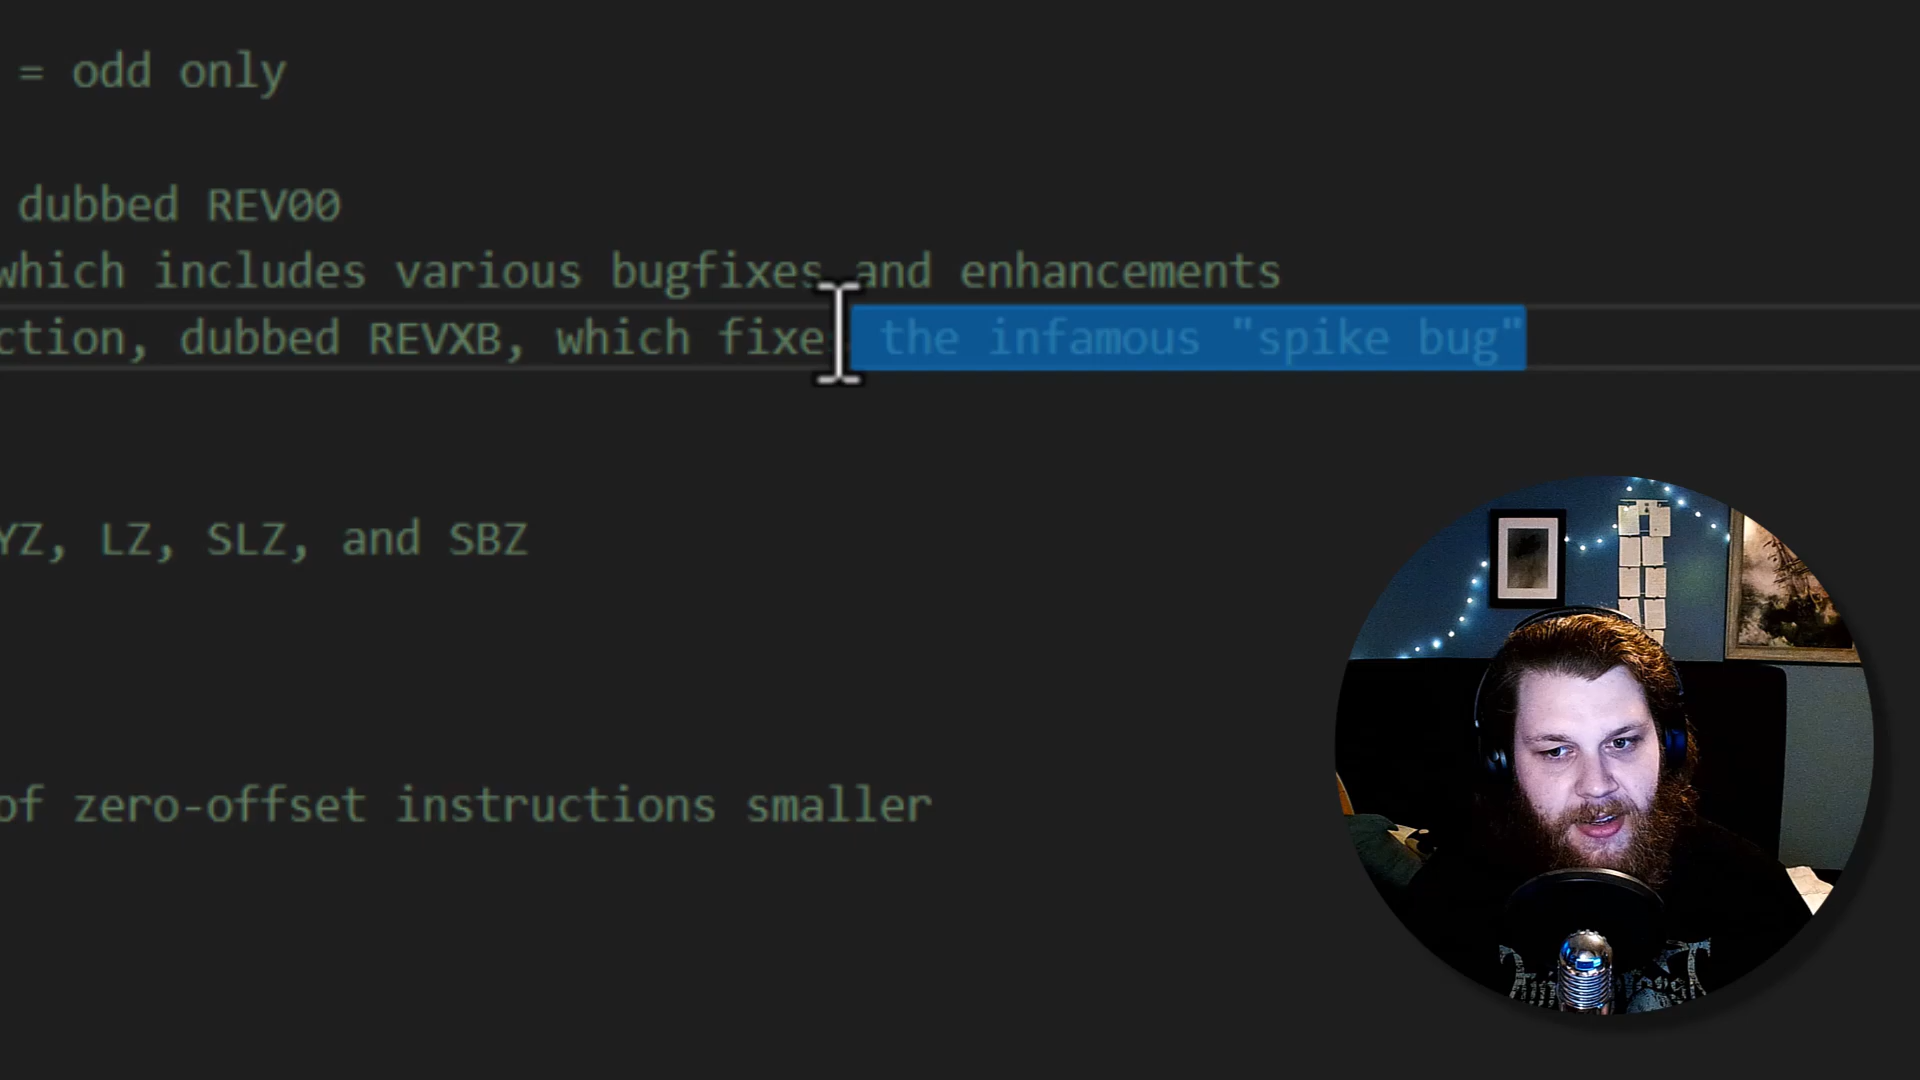 = odd only
dubbed REV00
which includes various bugfixes and enhancements
ction, dubbed REVXB, which fixe the infamous "spike bug"
YZ, LZ, SLZ, and SBZ
of zero-offset instructions smaller